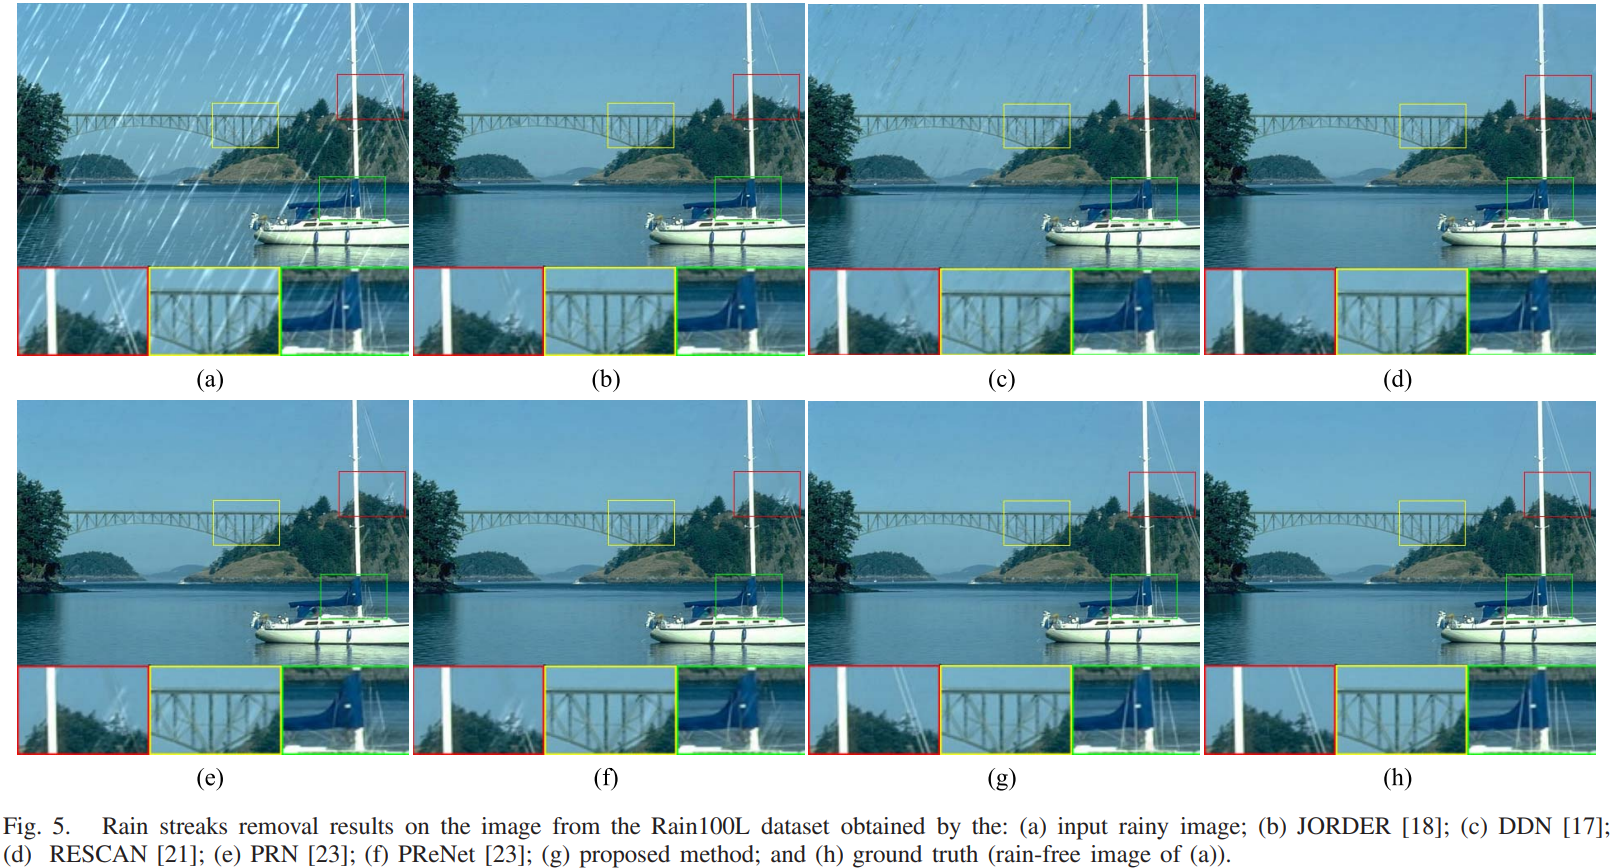 (a) (b) (c) (d)
(e) (f) (g) (h)
Fig. 5. Rain streaks removal results on the image from the Rain100L dataset obtained by the: (a) input rainy image; (b) JORDER [18]; (c) DDN [17];
(d) RESCAN [21]; (e) PRN [23]; (f) PReNet [23]; (g) proposed method; and (h) ground truth (rain-free image of (a)).